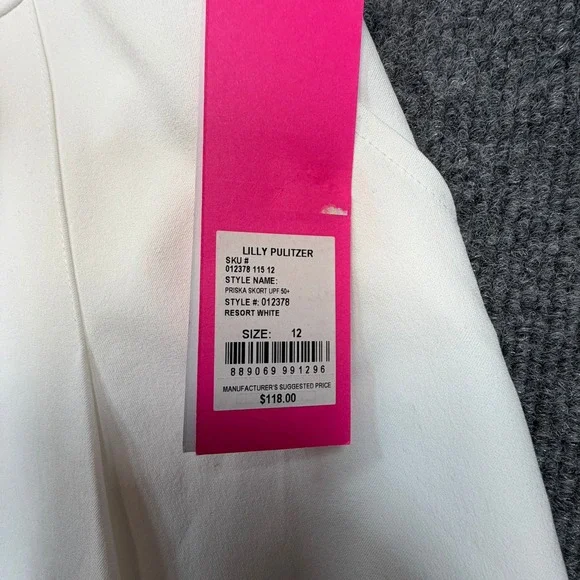 LILLY PULITZER
SKU #
012378 115 12
STYLE NAME:
PRISKA SKORT UPF 50+
STYLE #: 012378
RESORT WHITE
SIZE: 12
889069 991296
MANUFACTURER'S SUGGESTED PRICE
$118.00